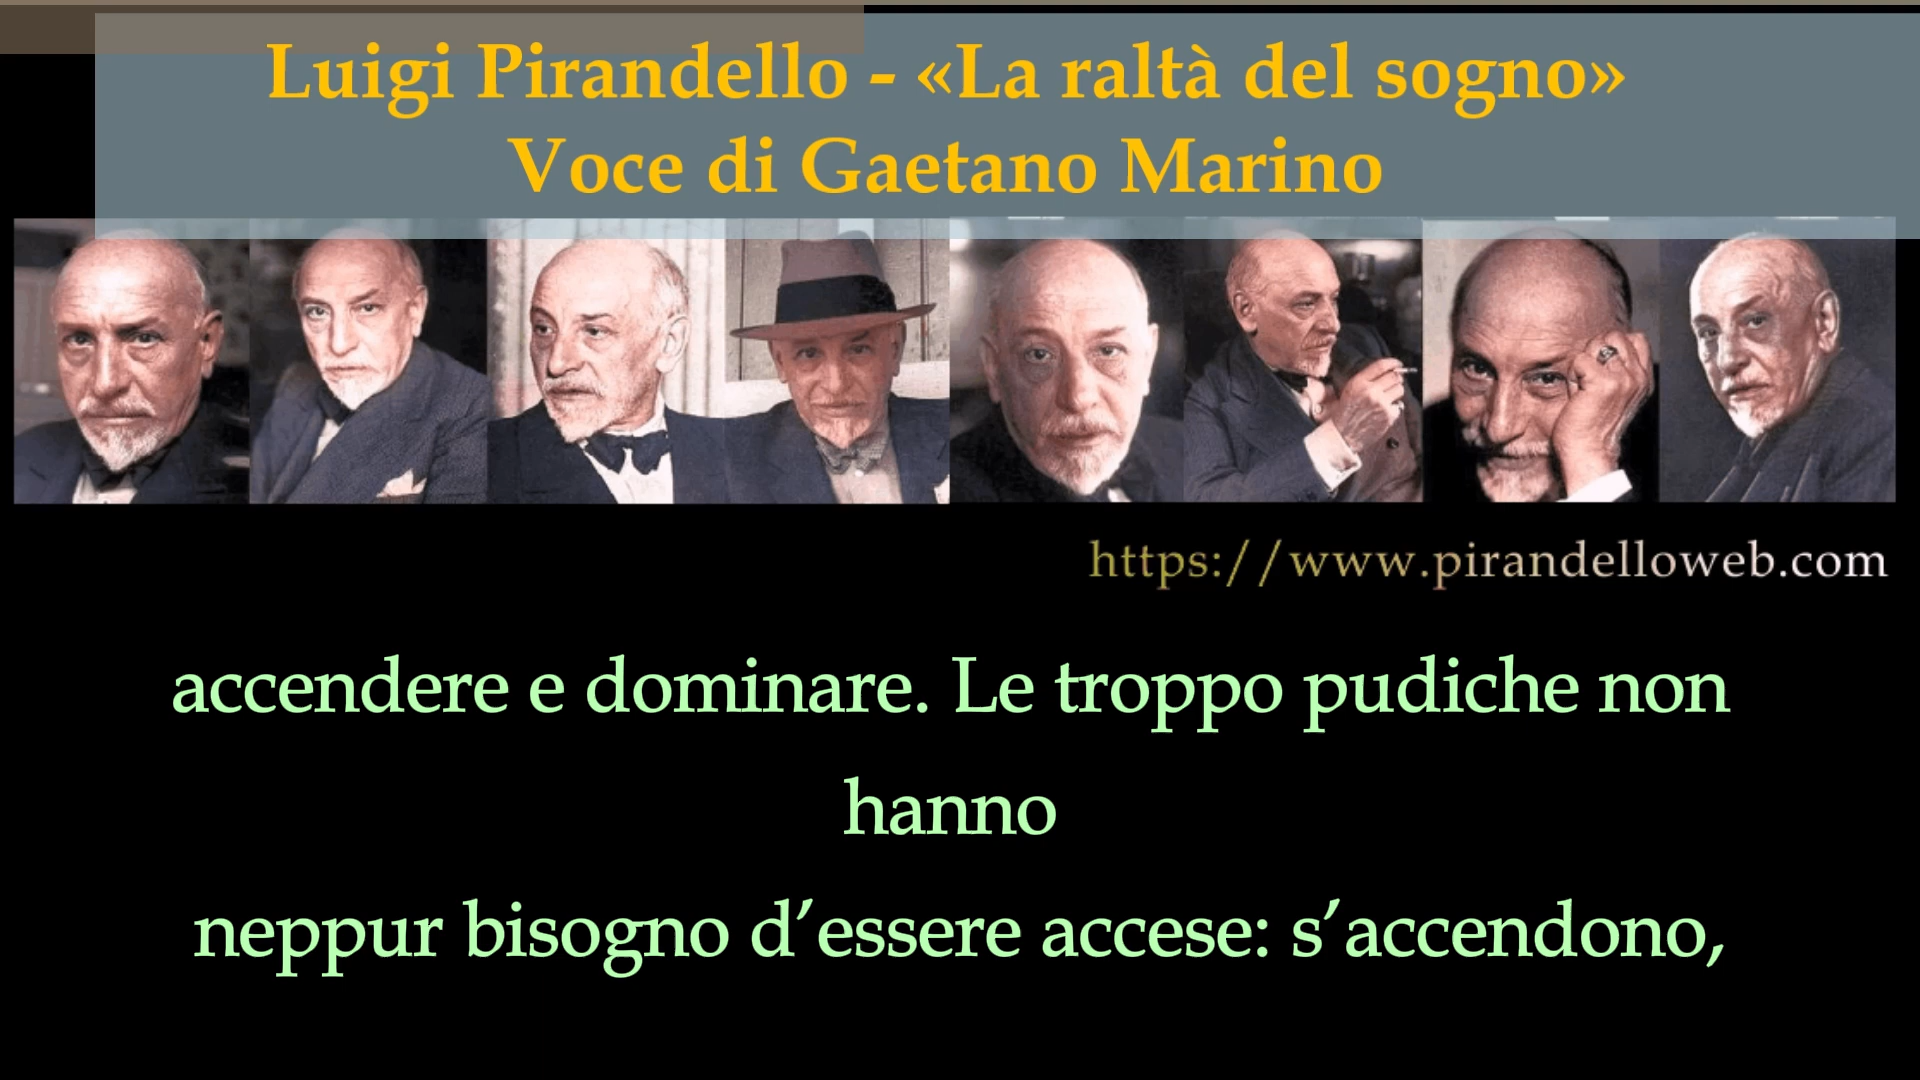 Luigi Pirandello - «La raltà del sogno»
Voce di Gaetano Marino
https://www.pirandelloweb.com
accendere e dominare. Le troppo pudiche non
hanno
neppur bisogno d’essere accese: s’accendono,